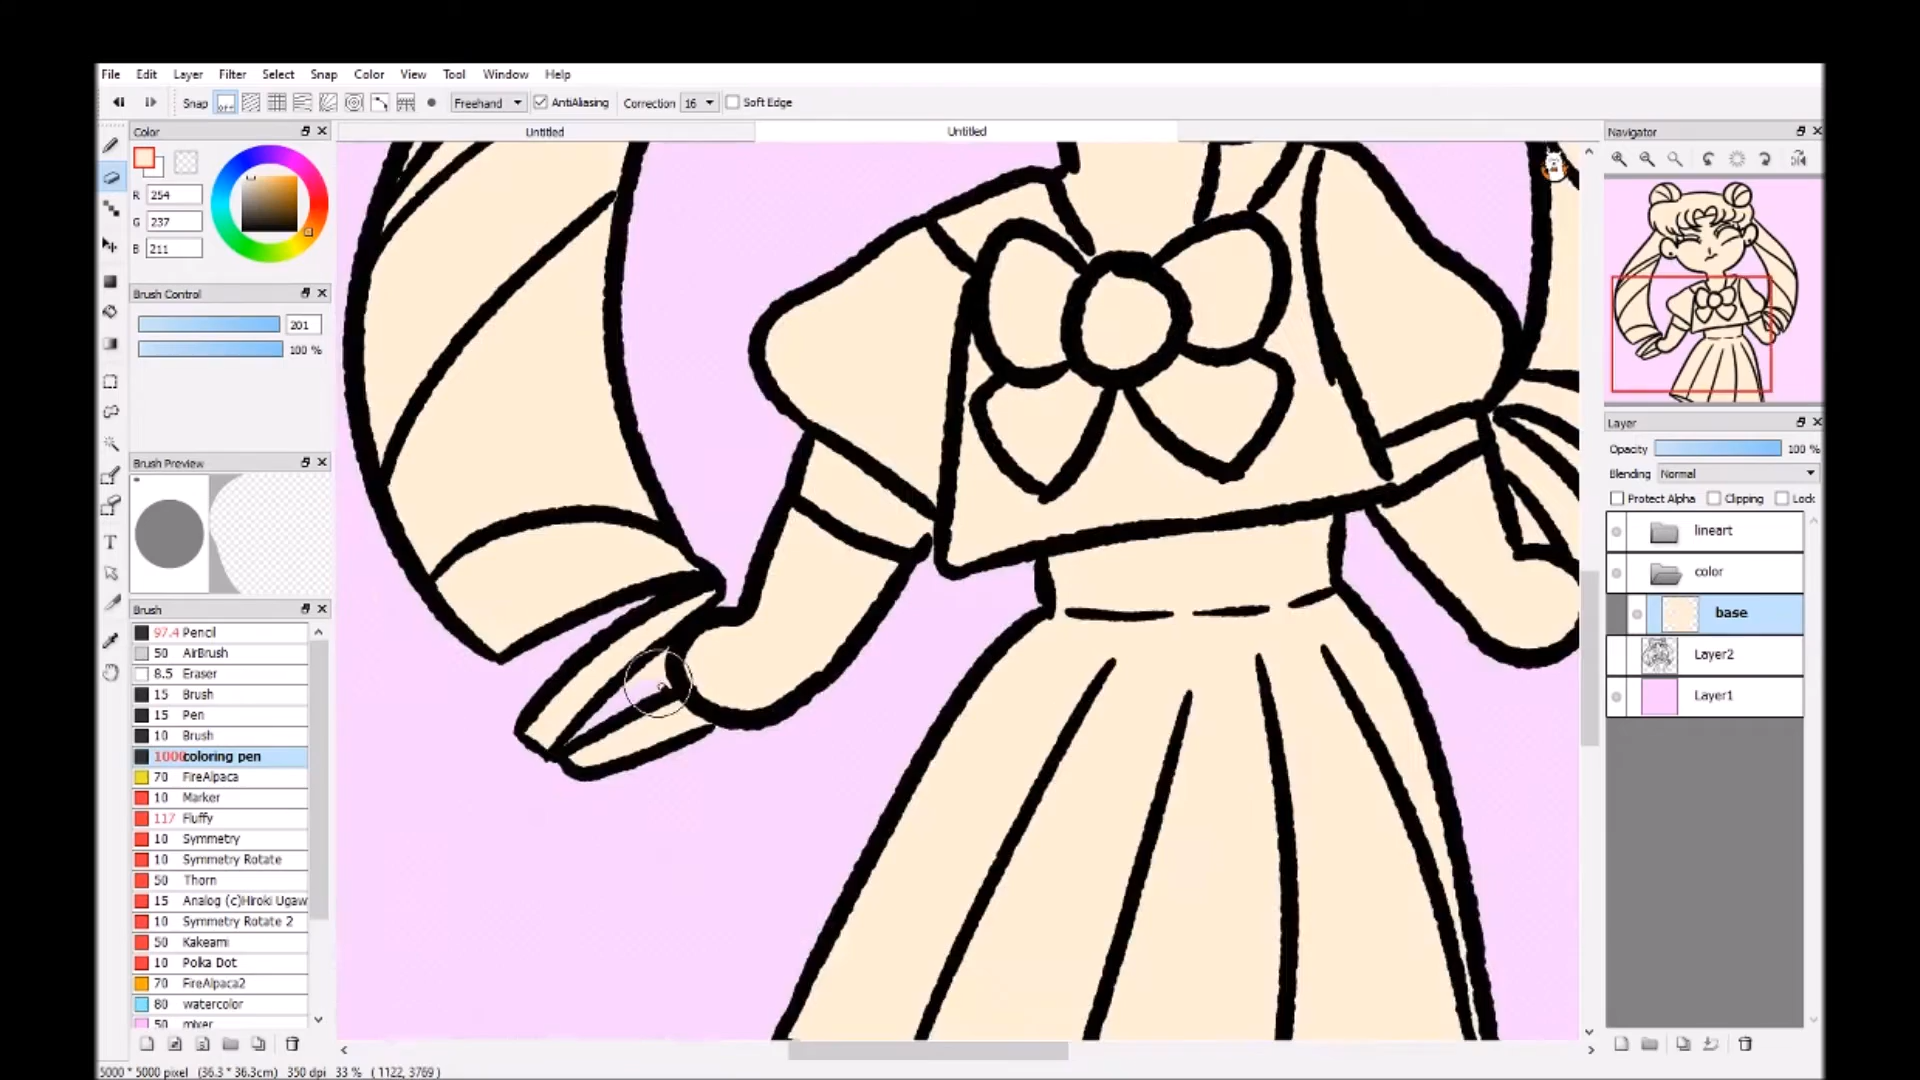 File Edit Layer Filter Select Snap Color View Tool Window Help
Snap OFF Freehand AntiAliasing Correction 16 Soft Edge
Color
Untitled
Untitled
Navigator
R 254
G 237
B 211
Brush Control
201
100 %
Layer
Opacity 100 %
Blending Normal
Brush Preview
Protect Alpha Clipping Lock
lineart
color
base
Layer2
Layer1
Brush
97.4 Pencil
50 AirBrush
8.5 Eraser
15 Brush
15 Pen
10 Brush
1000 coloring pen
70 FireAlpaca
10 Marker
117 Fluffy
10 Symmetry
10 Symmetry Rotate
50 Thorn
15 Analog (c)Hiroki Ugaw
10 Symmetry Rotate 2
50 Kakeami
10 Polka Dot
70 FireAlpaca2
80 watercolor
50 mixer
5000 * 5000 pixel (36.3 * 36.3cm) 350 dpi 33 % ( 1122, 3769 )